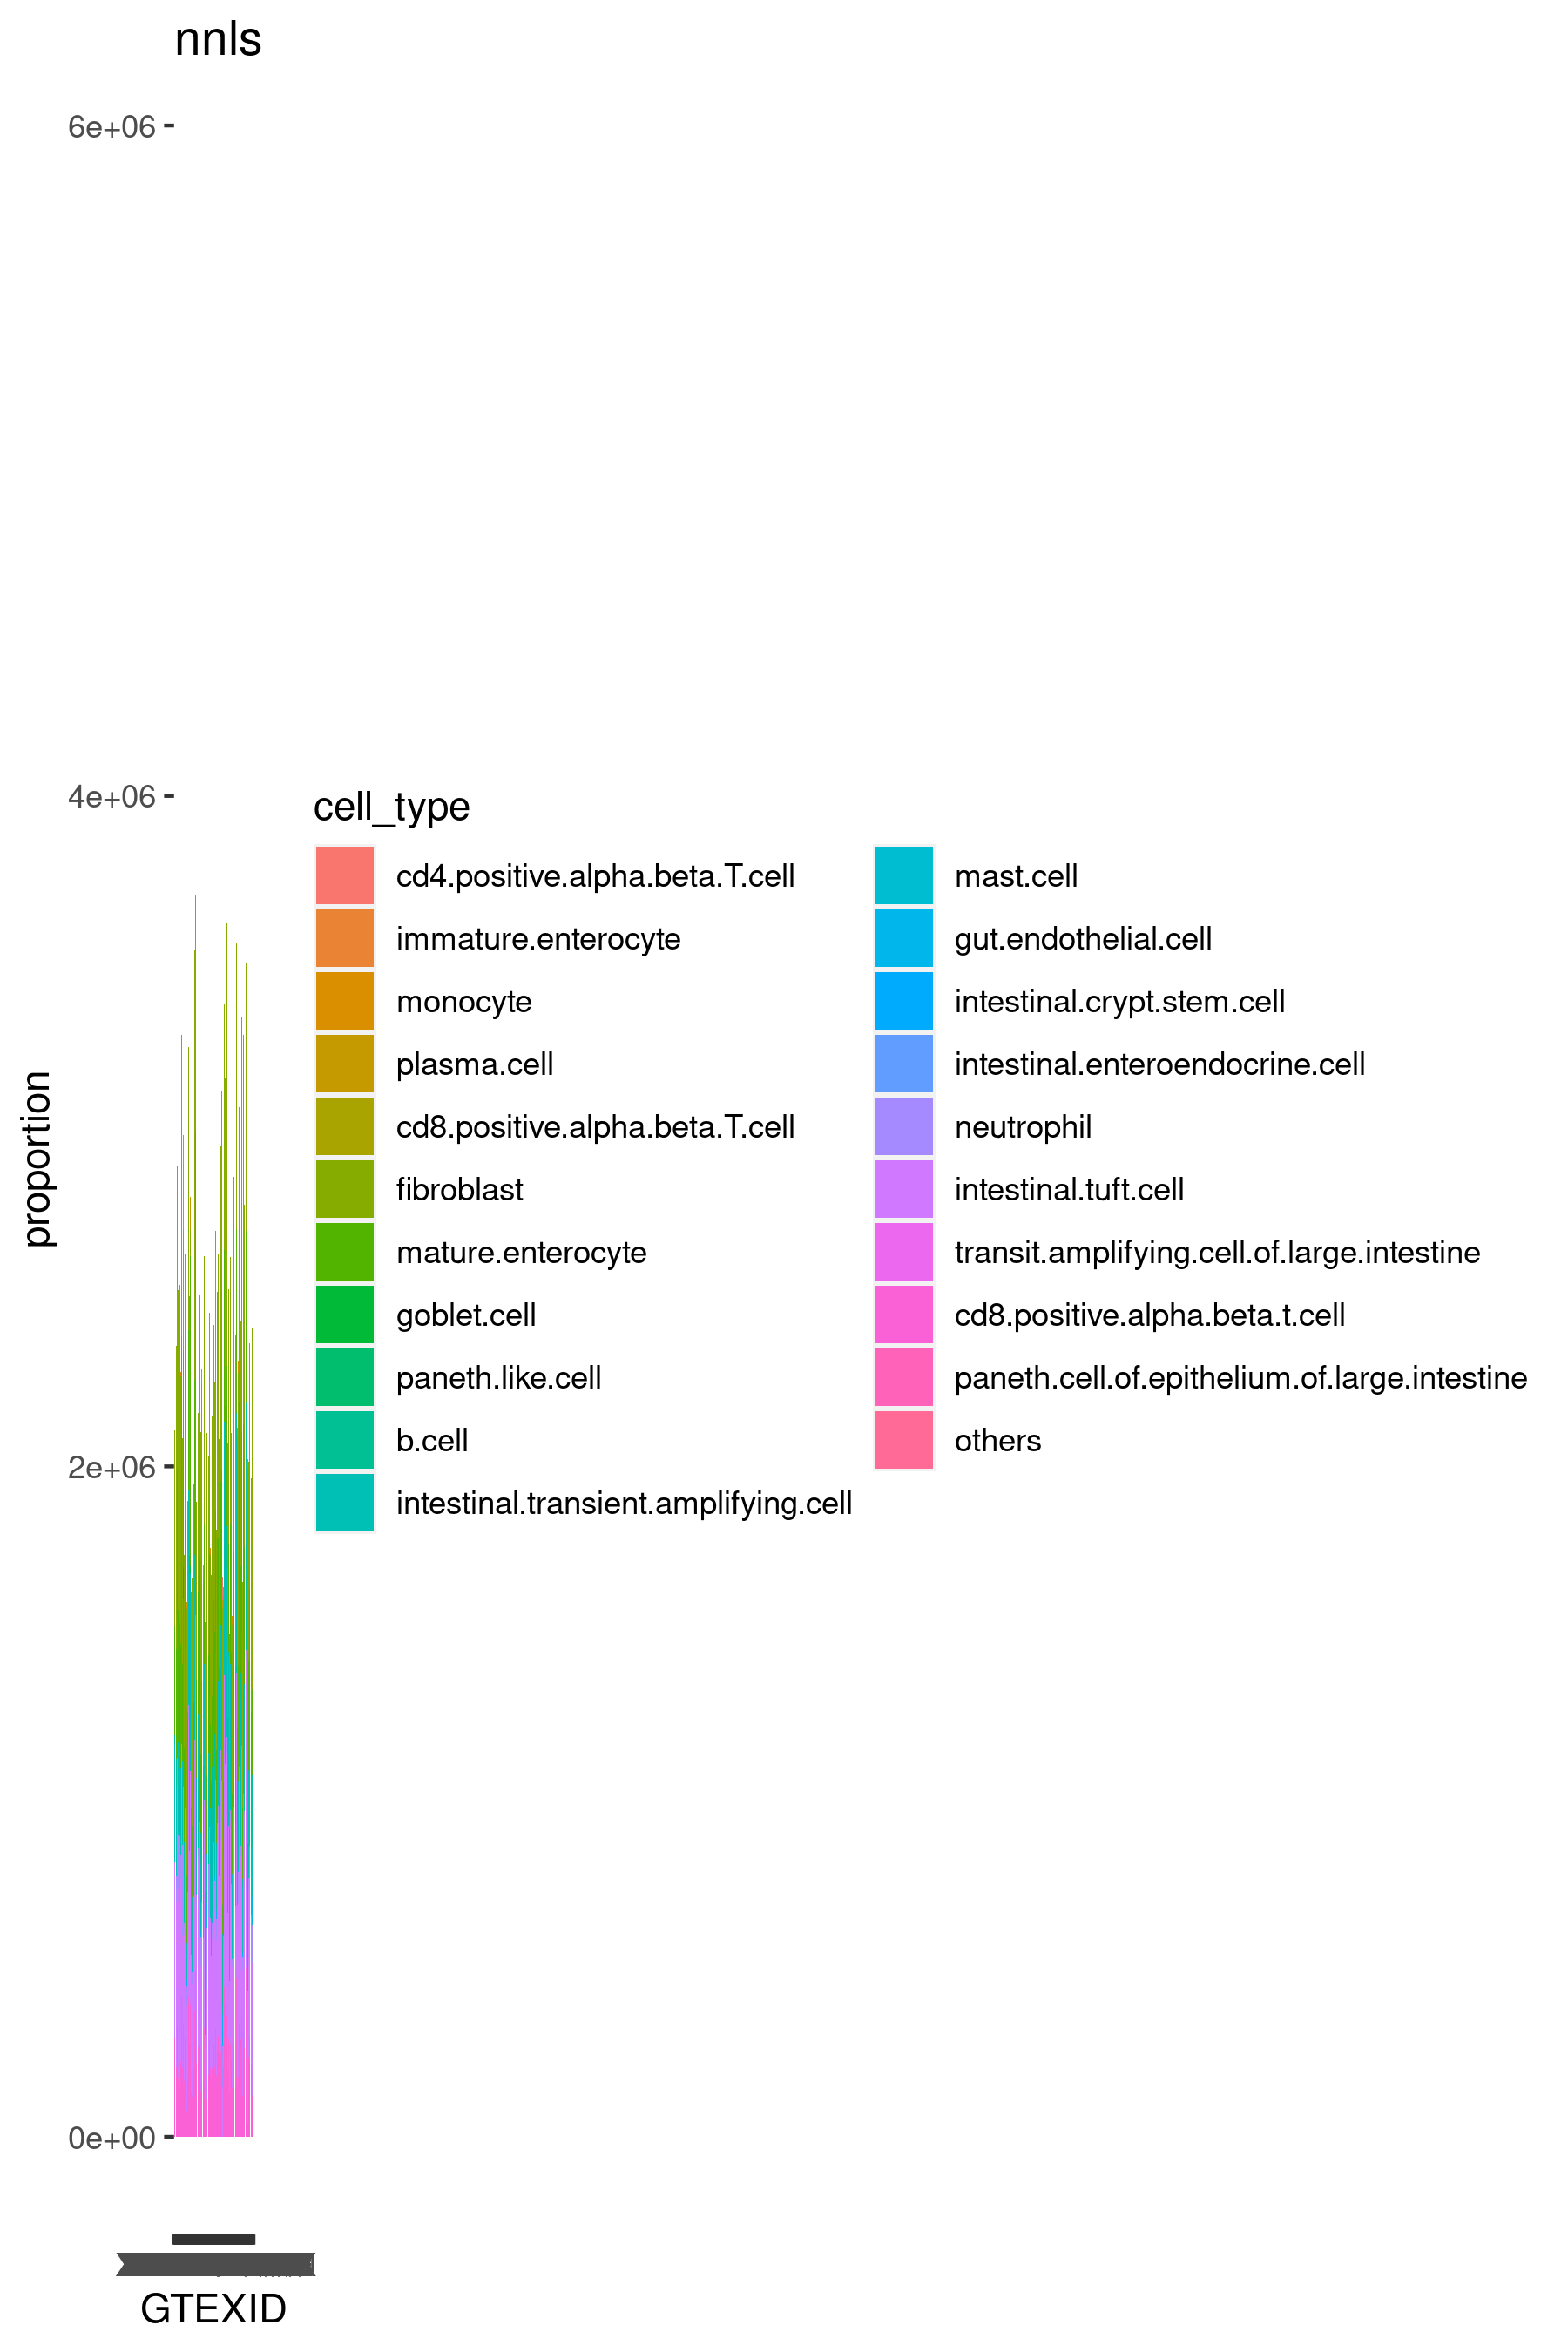 nnls
6e+06
4e+06
2e+06
0e+00
proportion
cell_type
cd4.positive.alpha.beta.T.cell
immature.enterocyte
monocyte
plasma.cell
cd8.positive.alpha.beta.T.cell
fibroblast
mature.enterocyte
goblet.cell
paneth.like.cell
b.cell
intestinal.transient.amplifying.cell
mast.cell
gut.endothelial.cell
intestinal.crypt.stem.cell
intestinal.enteroendocrine.cell
neutrophil
intestinal.tuft.cell
transit.amplifying.cell.of.large.intestine
cd8.positive.alpha.beta.t.cell
paneth.cell.of.epithelium.of.large.intestine
others
GTEXID